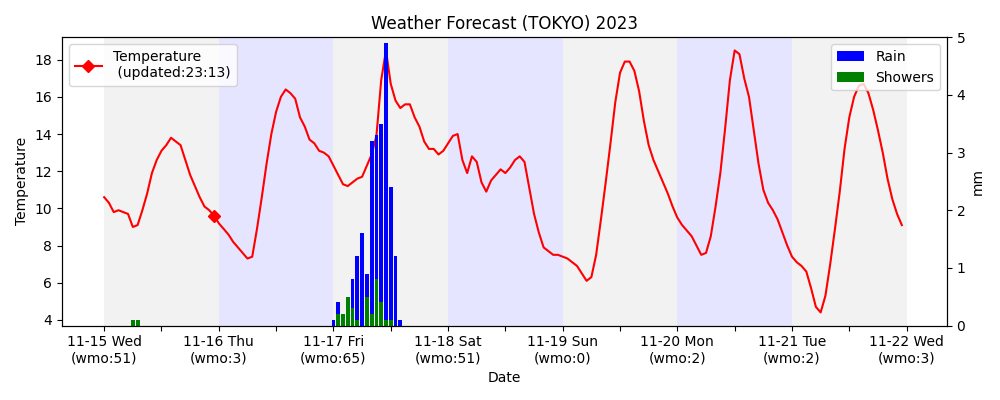 Weather Forecast (TOKYO) 2023
Temperature
(updated:23:13)
Rain
Showers
Temperature
18
16
14
12
10
8
6
4
5
4
3
2
1
0
mm
11-15 Wed
(wmo:51)
11-16 Thu
(wmo:3)
11-17 Fri
(wmo:65)
11-18 Sat
(wmo:51)
11-19 Sun
(wmo:0)
11-20 Mon
(wmo:2)
11-21 Tue
(wmo:2)
11-22 Wed
(wmo:3)
Date